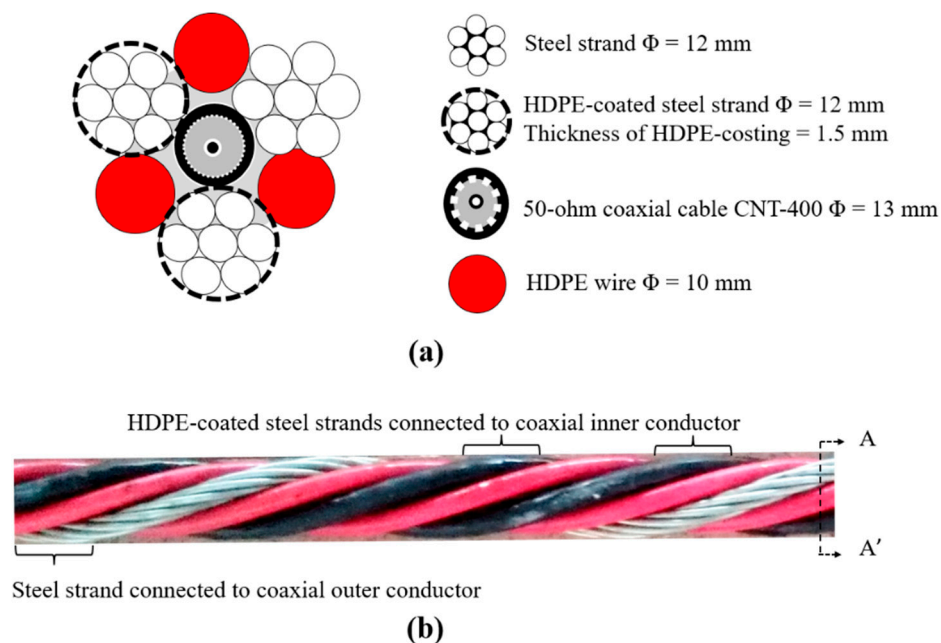 Steel strand Φ = 12 mm
HDPE-coated steel strand Φ = 12 mm
Thickness of HDPE-costing = 1.5 mm
50-ohm coaxial cable CNT-400 Φ = 13 mm
HDPE wire Φ = 10 mm
(a)
HDPE-coated steel strands connected to coaxial inner conductor
A
A′
Steel strand connected to coaxial outer conductor
(b)